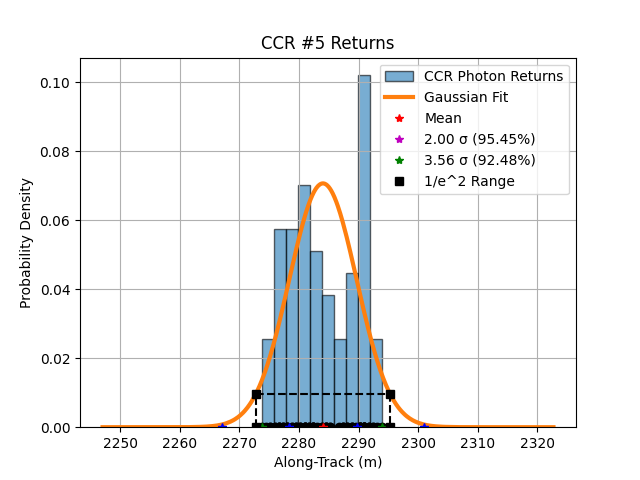 CCR #5 Returns
CCR Photon Returns
Gaussian Fit
Mean
2.00 σ (95.45%)
3.56 σ (92.48%)
1/e^2 Range
Probability Density
0.10
0.08
0.06
0.04
0.02
0.00
2250 2260 2270 2280 2290 2300 2310 2320
Along-Track (m)